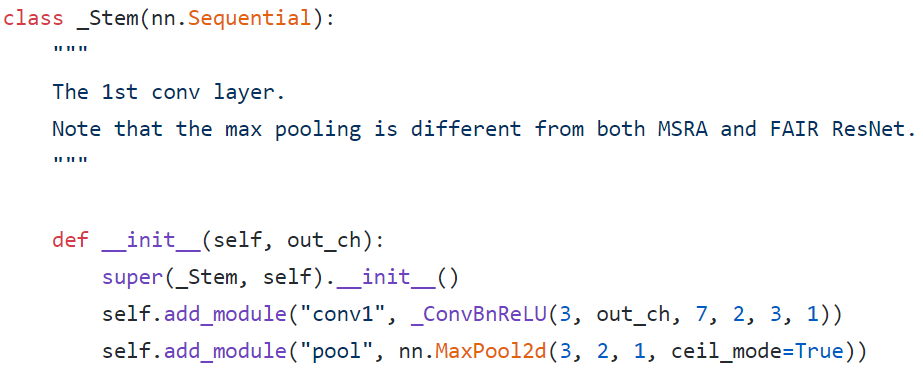 class _Stem(nn.Sequential):
    """
    The 1st conv layer.
    Note that the max pooling is different from both MSRA and FAIR ResNet.
    """

    def __init__(self, out_ch):
        super(_Stem, self).__init__()
        self.add_module("conv1", _ConvBnReLU(3, out_ch, 7, 2, 3, 1))
        self.add_module("pool", nn.MaxPool2d(3, 2, 1, ceil_mode=True))